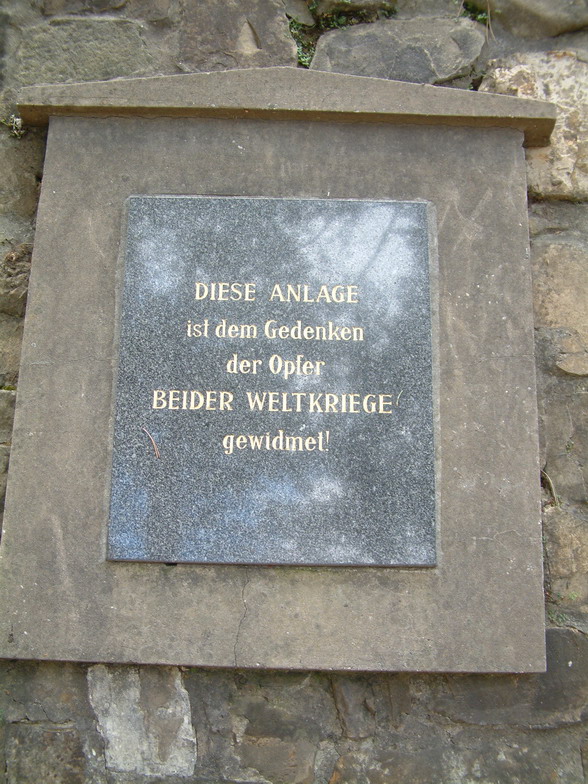 DIESE ANLAGE
ist dem Gedenken
der Opfer
BEIDER WELTKRIEGE
gewidmet!